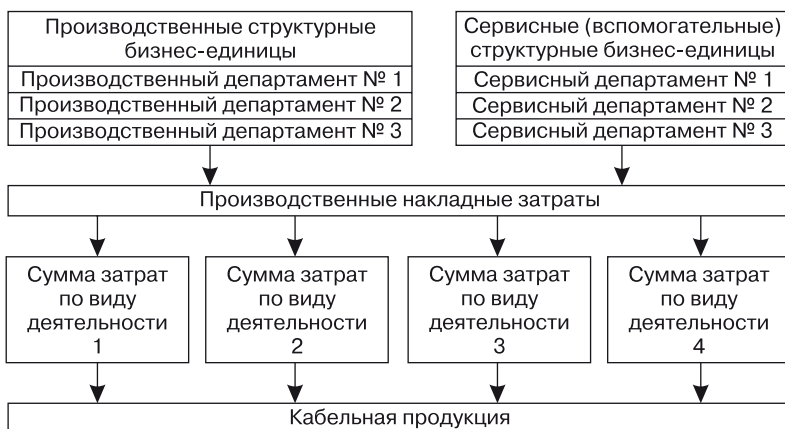 Производственные структурные
бизнес-единицы
Производственный департамент № 1
Производственный департамент № 2
Производственный департамент № 3
Сервисные (вспомогательные)
структурные бизнес-единицы
Сервисный департамент № 1
Сервисный департамент № 2
Сервисный департамент № 3
Производственные накладные затраты
Сумма затрат
по виду
деятельности
1
Сумма затрат
по виду
деятельности
2
Сумма затрат
по виду
деятельности
3
Сумма затрат
по виду
деятельности
4
Кабельная продукция